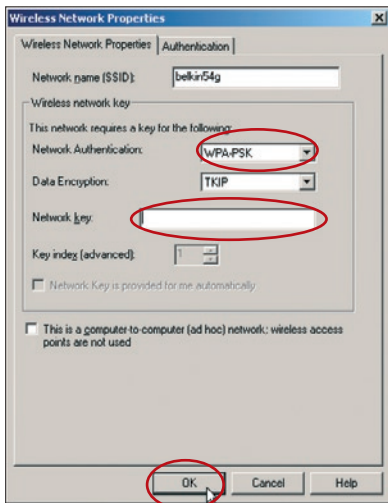 Wireless Network Properties
Wireless Network Properties Authentication
Network name (SSID): belkin54g
Wireless network key
This network requires a key for the following:
Network Authentication: WPA-PSK
Data Encryption: TKIP
Network key:
Key index (advanced): 1
Network Key is provided for me automatically
This is a computer-to-computer (ad hoc) network; wireless access
points are not used
OK Cancel Help